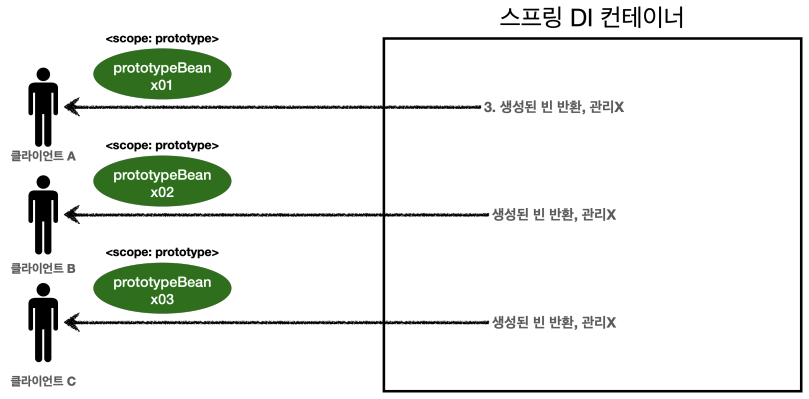 스프링 DI 컨테이너
<scope: prototype>
prototypeBean
x01
3. 생성된 빈 반환, 관리X
클라이언트 A
<scope: prototype>
prototypeBean
x02
생성된 빈 반환, 관리X
클라이언트 B
<scope: prototype>
prototypeBean
x03
생성된 빈 반환, 관리X
클라이언트 C